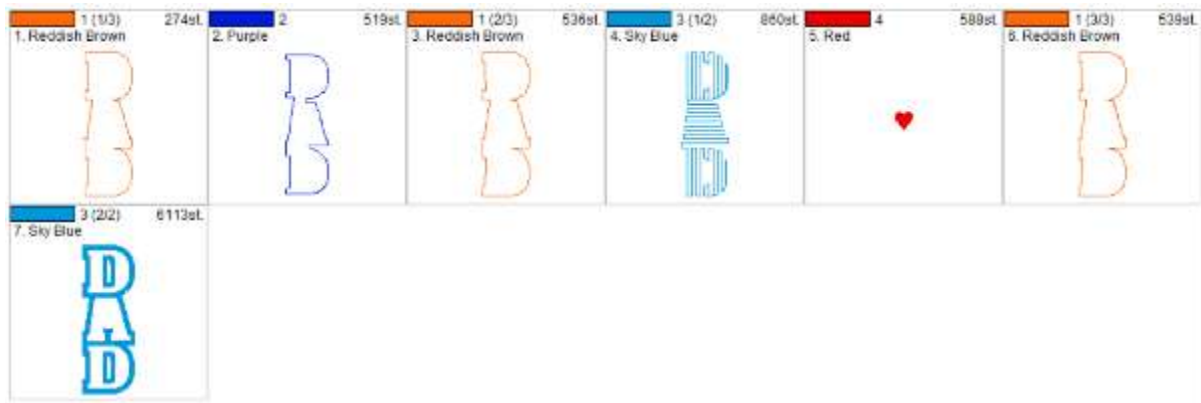 1 (1/3) 274st.
1. Reddish Brown
2 519st.
2. Purple
1 (2/3) 536st.
3. Reddish Brown
3 (1/2) 860st.
4. Sky Blue
4 588st.
5. Red
1 (3/3) 539st.
6. Reddish Brown
3 (2/2) 6113st.
7. Sky Blue
DAD